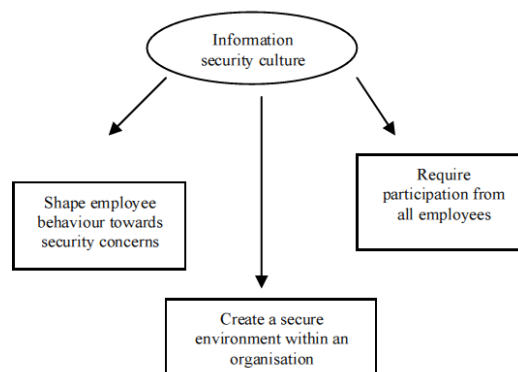 Information
security culture
Shape employee
behaviour towards
security concerns
Require
participation from
all employees
Create a secure
environment within an
organisation